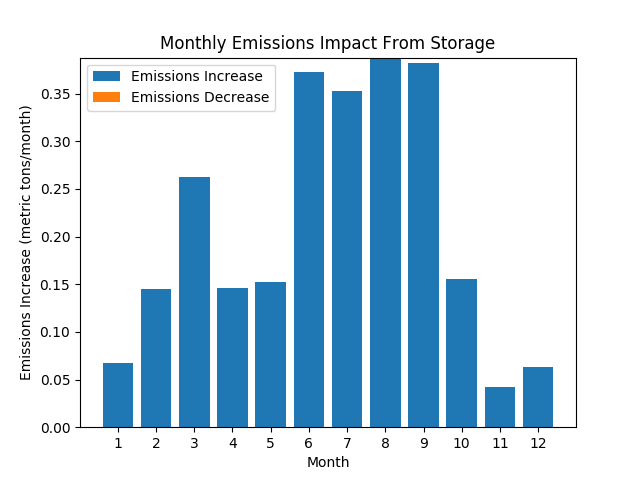 Monthly Emissions Impact From Storage
Emissions Increase
Emissions Decrease
Emissions Increase (metric tons/month)
0.35
0.30
0.25
0.20
0.15
0.10
0.05
0.00
1 2 3 4 5 6 7 8 9 10 11 12
Month